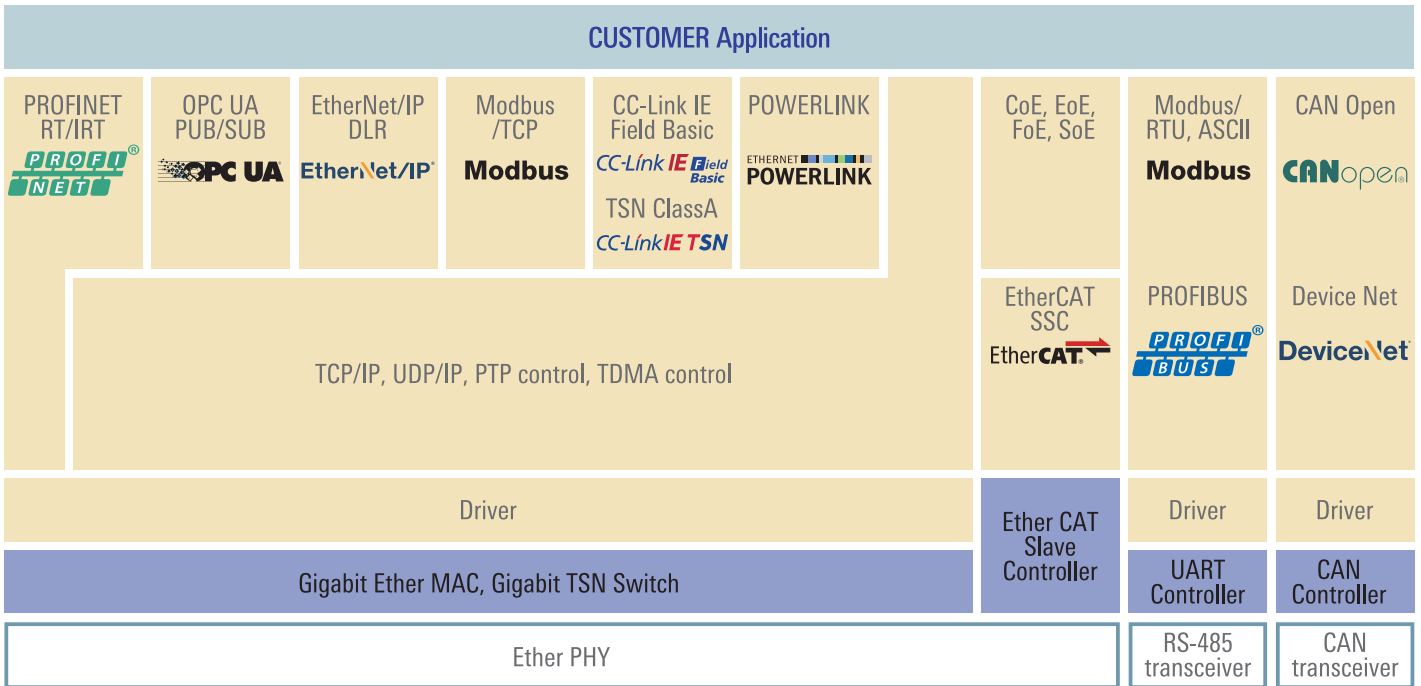 CUSTOMER Application
PROFINET
RT/IRT
PROFI®
NET
OPC UA
PUB/SUB
OPC UA
EtherNet/IP
DLR
EtherNet/IP®
Modbus
/TCP
Modbus
CC-Link IE
Field Basic
CC-Link IE Field
Basic
TSN ClassA
CC-Link IE TSN
POWERLINK
ETHERNET
POWERLINK
CoE, EoE,
FoE, SoE
Modbus/
RTU, ASCII
Modbus
CAN Open
CANopen®
TCP/IP, UDP/IP, PTP control, TDMA control
EtherCAT
SSC
EtherCAT®
PROFIBUS
PROFI®
BUS
Device Net
DeviceNet
Driver
Ether CAT
Slave
Controller
Driver
Driver
Gigabit Ether MAC, Gigabit TSN Switch
UART
Controller
CAN
Controller
Ether PHY
RS-485
transceiver
CAN
transceiver